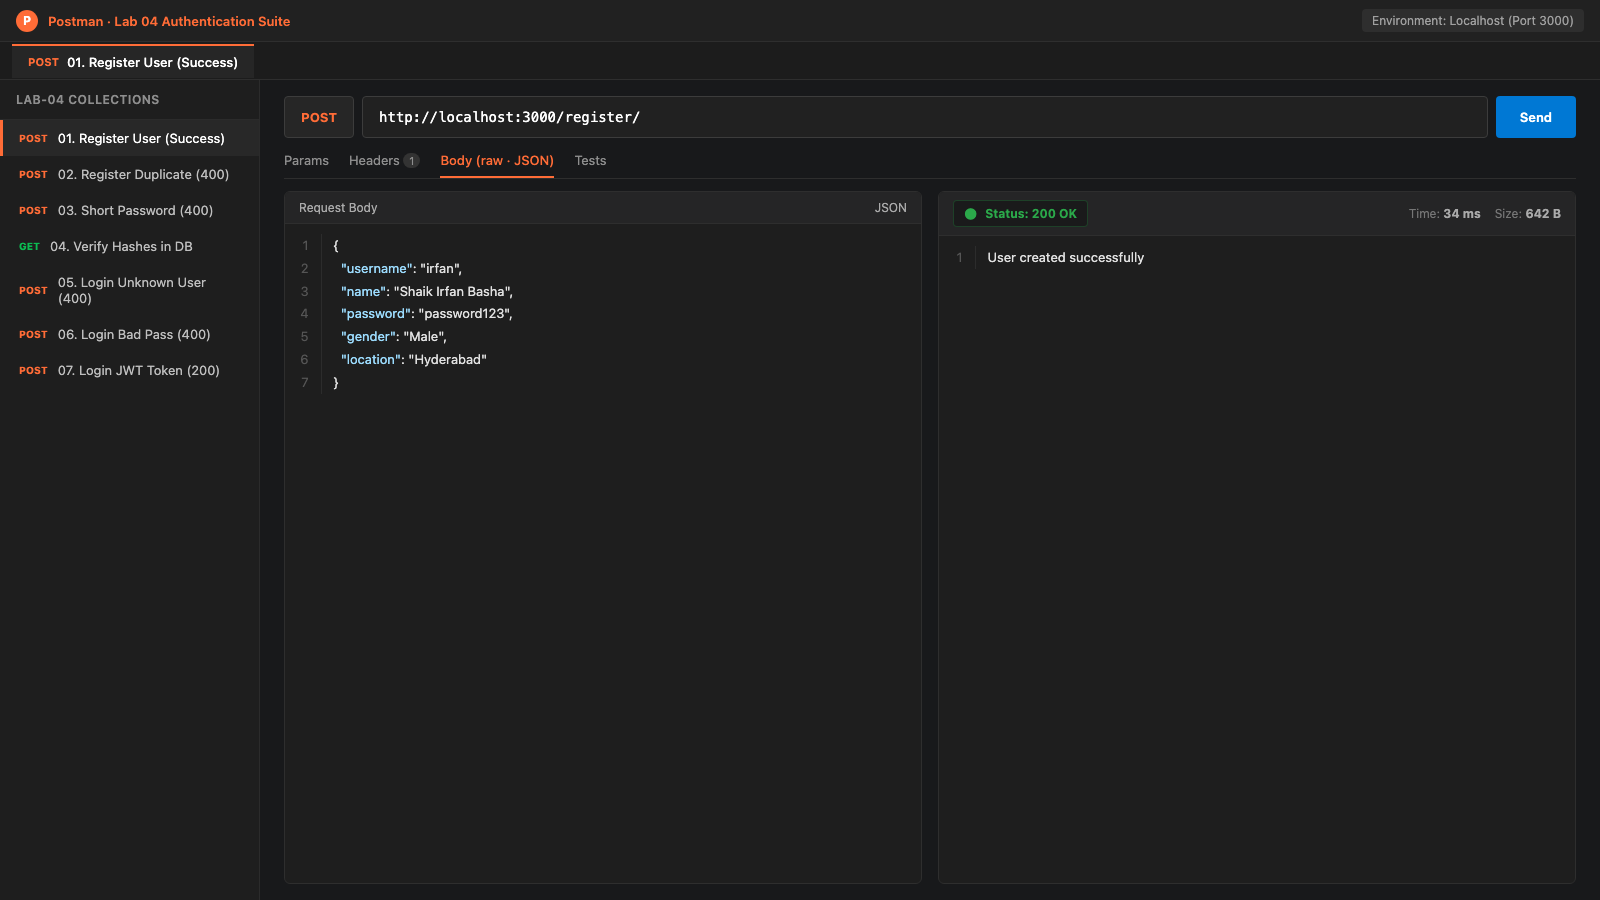 P Postman · Lab 04 Authentication Suite
Environment: Localhost (Port 3000)
POST 01. Register User (Success)
LAB-04 COLLECTIONS
POST 01. Register User (Success)
POST 02. Register Duplicate (400)
POST 03. Short Password (400)
GET 04. Verify Hashes in DB
POST 05. Login Unknown User
(400)
POST 06. Login Bad Pass (400)
POST 07. Login JWT Token (200)
POST http://localhost:3000/register/ Send
Params Headers 1 Body (raw · JSON) Tests
Request Body JSON
1 {
2 "username": "irfan",
3 "name": "Shaik Irfan Basha",
4 "password": "password123",
5 "gender": "Male",
6 "location": "Hyderabad"
7 }
Status: 200 OK Time: 34 ms Size: 642 B
1 User created successfully